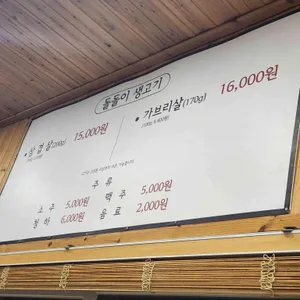 돌돌이 생고기
삼겹살(200g) 15,000원
가브리살(170g) 16,000원
주 류
소 주 5,000원 맥 주 5,000원
청 하 6,000원 음 료 2,000원